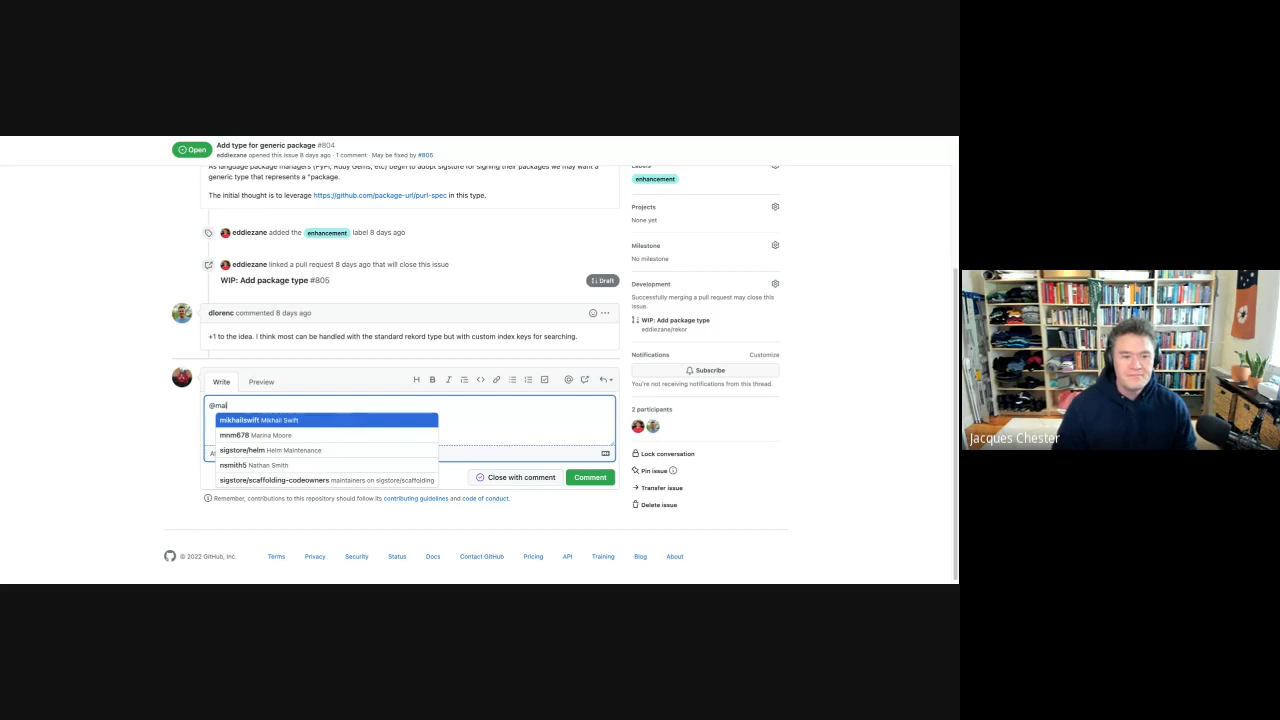 Open
Add type for generic package #804
eddiezane opened this issue 8 days ago · 1 comment · May be fixed by #805
As language package managers (PyPI, Ruby Gems, etc) begin to adopt sigstore for signing their packages we may want a
generic type that represents a "package.
The initial thought is to leverage https://github.com/package-url/purl-spec in this type.
eddiezane added the enhancement label 8 days ago
eddiezane linked a pull request 8 days ago that will close this issue
WIP: Add package type #805
Draft
dlorenc commented 8 days ago
+1 to the idea. I think most can be handled with the standard rekord type but with custom index keys for searching.
Write
Preview
@ma
mikhailswift Mikhail Swift
mnm678 Marina Moore
sigstore/helm Helm Maintenance
nsmith5 Nathan Smith
sigstore/scaffolding-codeowners maintainers on sigstore/scaffolding
Close with comment
Comment
Remember, contributions to this repository should follow its contributing guidelines and code of conduct.
Labels
enhancement
Projects
None yet
Milestone
No milestone
Development
Successfully merging a pull request may close this
issue.
WIP: Add package type
eddiezane/rekor
Notifications
Customize
Subscribe
You're not receiving notifications from this thread.
2 participants
Lock conversation
Pin issue
Transfer issue
Delete issue
© 2022 GitHub, Inc.
Terms
Privacy
Security
Status
Docs
Contact GitHub
Pricing
API
Training
Blog
About
Jacques Chester